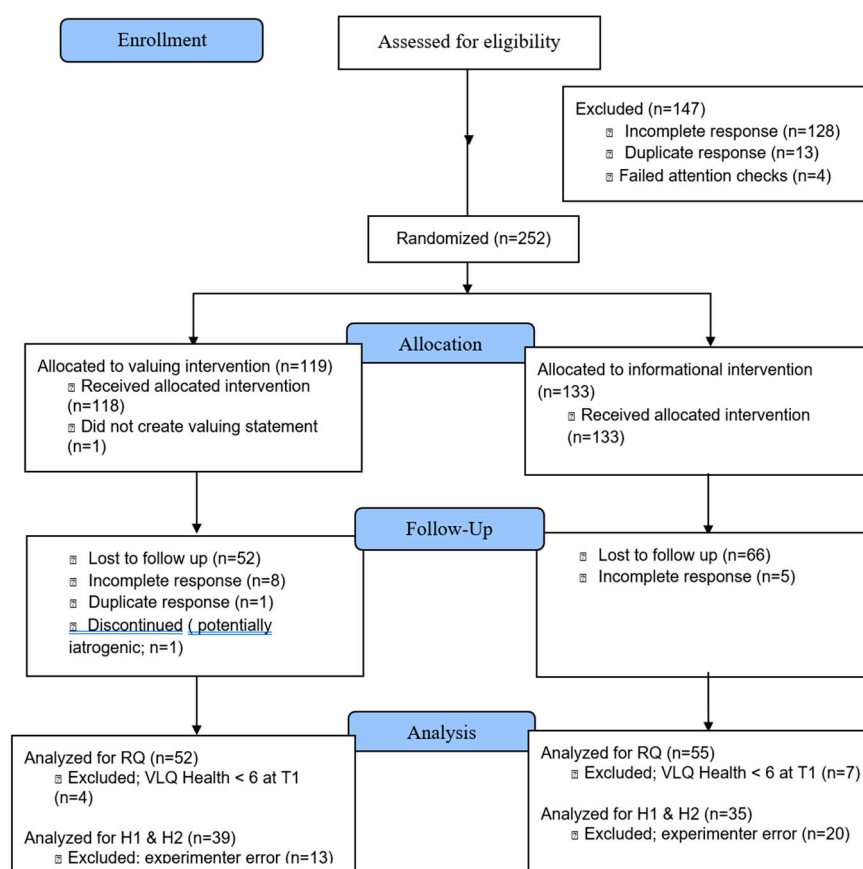 Enrollment
Assessed for eligibility
Excluded (n=147)
Incomplete response (n=128)
Duplicate response (n=13)
Failed attention checks (n=4)
Randomized (n=252)
Allocation
Allocated to valuing intervention (n=119)
Received allocated intervention
(n=118)
Did not create valuing statement
(n=1)
Allocated to informational intervention
(n=133)
Received allocated intervention
(n=133)
Follow-Up
Lost to follow up (n=52)
Incomplete response (n=8)
Duplicate response (n=1)
Discontinued ( potentially
iatrogenic; n=1)
Lost to follow up (n=66)
Incomplete response (n=5)
Analysis
Analyzed for RQ (n=52)
Excluded; VLQ Health < 6 at T1
(n=4)
Analyzed for H1 & H2 (n=39)
Excluded; experimenter error (n=13)
Analyzed for RQ (n=55)
Excluded; VLQ Health < 6 at T1 (n=7)
Analyzed for H1 & H2 (n=35)
Excluded; experimenter error (n=20)